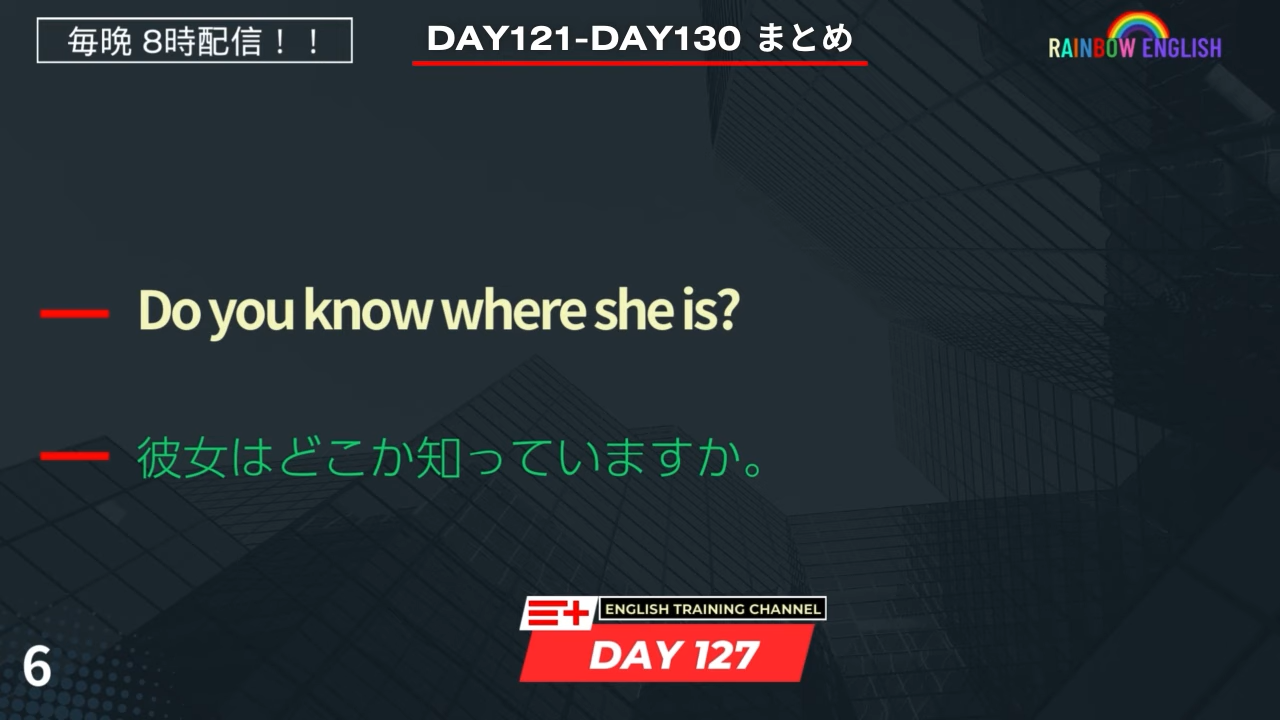 毎晩 8時配信！！
DAY121-DAY130 まとめ
RAINBOW ENGLISH
Do you know where she is?
彼女はどこか知っていますか。
ENGLISH TRAINING CHANNEL
DAY 127
6